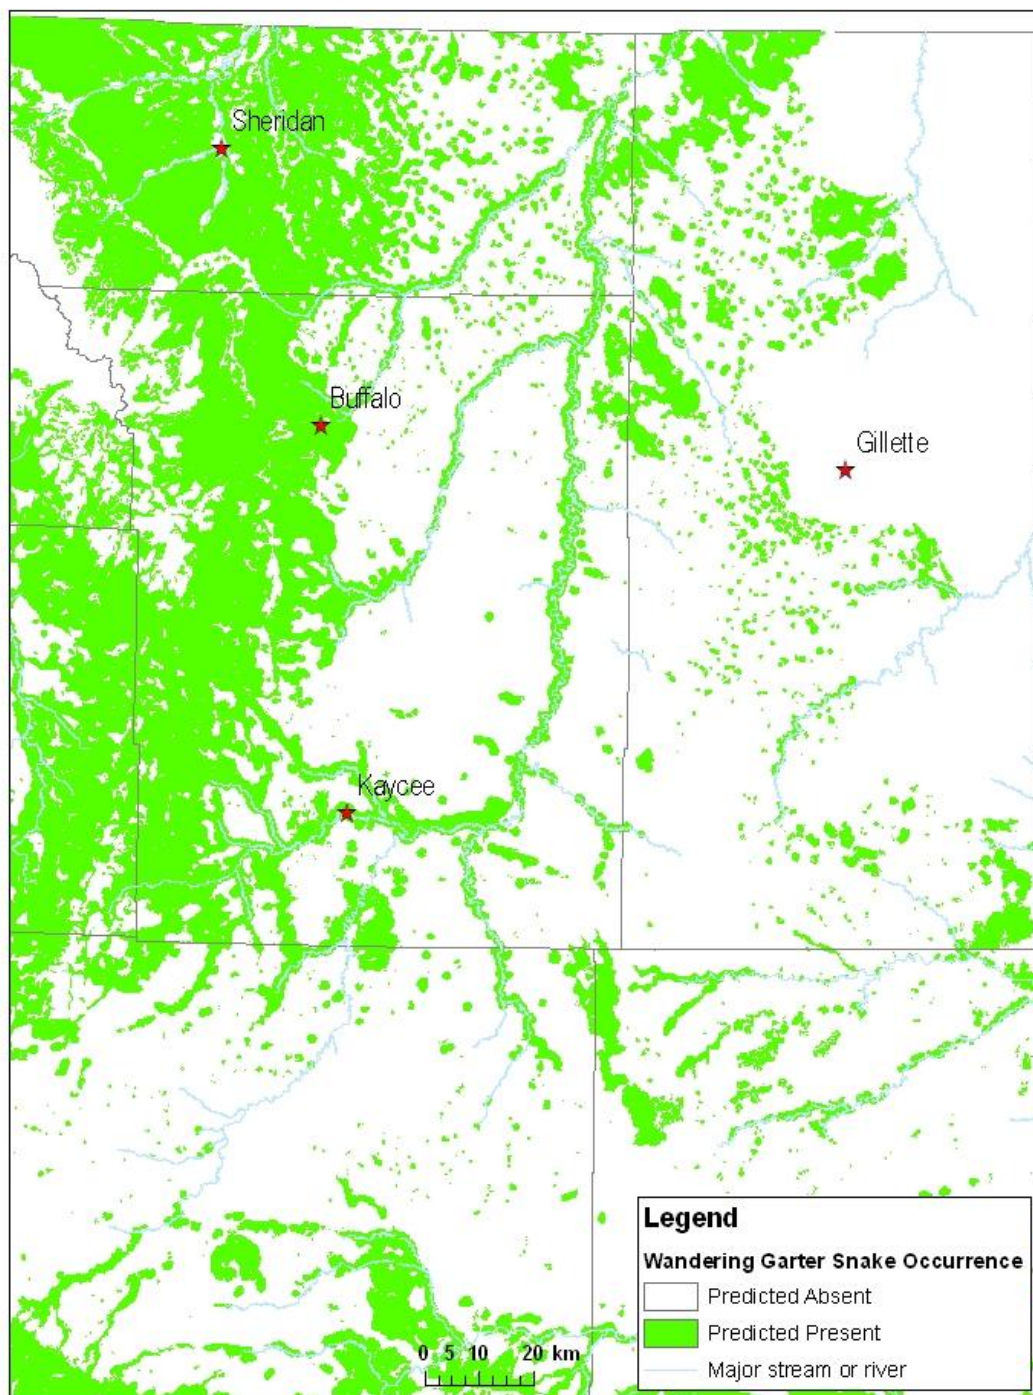 Sheridan
Buffalo
Gillette
Kaycee
Legend
Wandering Garter Snake Occurrence
Predicted Absent
Predicted Present
Major stream or river
0 5 10 20 km